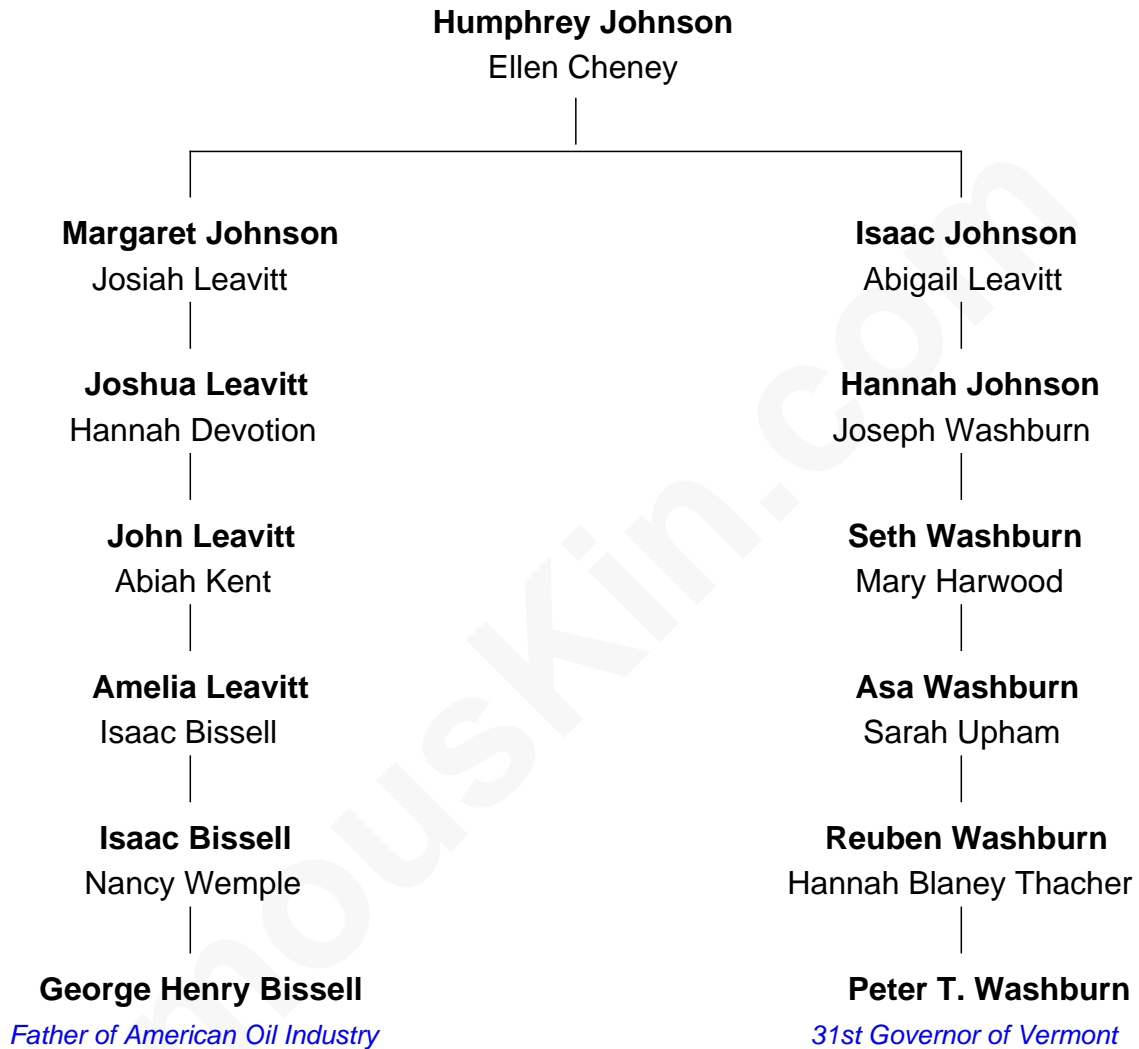 Humphrey Johnson
Ellen Cheney
Margaret Johnson
Josiah Leavitt
Isaac Johnson
Abigail Leavitt
Joshua Leavitt
Hannah Devotion
Hannah Johnson
Joseph Washburn
John Leavitt
Abiah Kent
Seth Washburn
Mary Harwood
Amelia Leavitt
Isaac Bissell
Asa Washburn
Sarah Upham
Isaac Bissell
Nancy Wemple
Reuben Washburn
Hannah Blaney Thacher
George Henry Bissell
Father of American Oil Industry
Peter T. Washburn
31st Governor of Vermont
mousKin.com